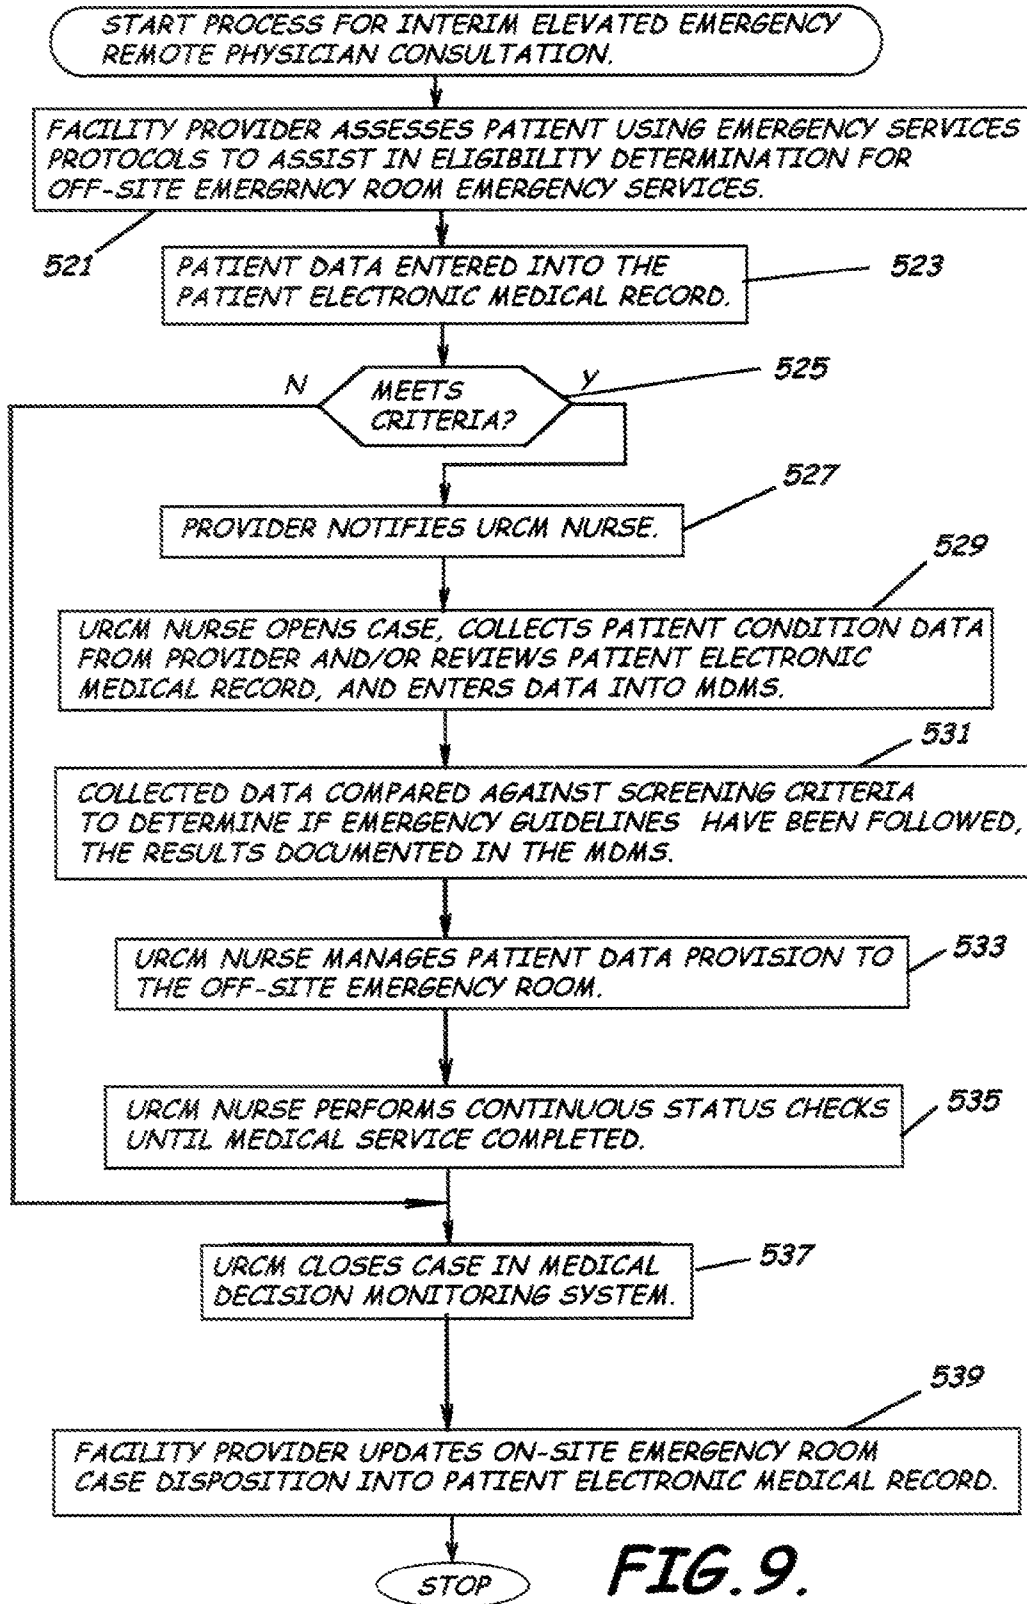 START PROCESS FOR INTERIM ELEVATED EMERGENCY
REMOTE PHYSICIAN CONSULTATION.
FACILITY PROVIDER ASSESSES PATIENT USING EMERGENCY SERVICES
PROTOCOLS TO ASSIST IN ELIGIBILITY DETERMINATION FOR
OFF-SITE EMERGRNCY ROOM EMERGENCY SERVICES.
521
PATIENT DATA ENTERED INTO THE
PATIENT ELECTRONIC MEDICAL RECORD.
523
N
MEETS
CRITERIA?
Y
525
PROVIDER NOTIFIES URCM NURSE.
527
529
URCM NURSE OPENS CASE, COLLECTS PATIENT CONDITION DATA
FROM PROVIDER AND/OR REVIEWS PATIENT ELECTRONIC
MEDICAL RECORD, AND ENTERS DATA INTO MDMS.
531
COLLECTED DATA COMPARED AGAINST SCREENING CRITERIA
TO DETERMINE IF EMERGENCY GUIDELINES HAVE BEEN FOLLOWED,
THE RESULTS DOCUMENTED IN THE MDMS.
URCM NURSE MANAGES PATIENT DATA PROVISION TO
THE OFF-SITE EMERGENCY ROOM.
533
URCM NURSE PERFORMS CONTINUOUS STATUS CHECKS
UNTIL MEDICAL SERVICE COMPLETED.
535
URCM CLOSES CASE IN MEDICAL
DECISION MONITORING SYSTEM.
537
539
FACILITY PROVIDER UPDATES ON-SITE EMERGENCY ROOM
CASE DISPOSITION INTO PATIENT ELECTRONIC MEDICAL RECORD.
STOP
FIG. 9.